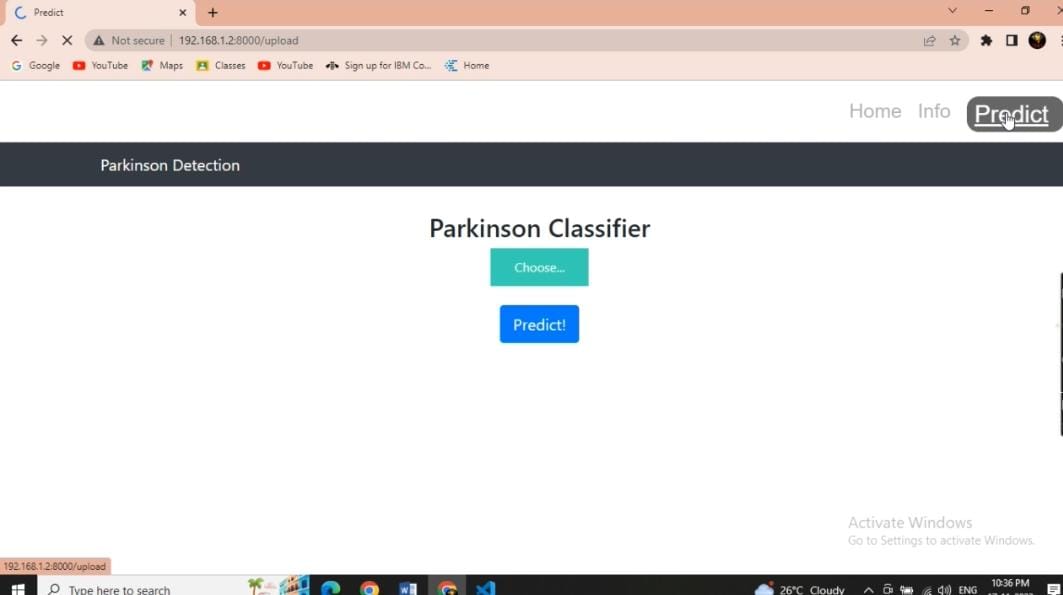 Predict
Not secure 192.168.1.2:8000/upload
Google YouTube Maps Classes YouTube Sign up for IBM Co... Home
Home Info Predict
Parkinson Detection
Parkinson Classifier
Choose...
Predict!
Activate Windows
Go to Settings to activate Windows.
192.168.1.2:8000/upload
Type here to search
26°C Cloudy ENG
10:36 PM